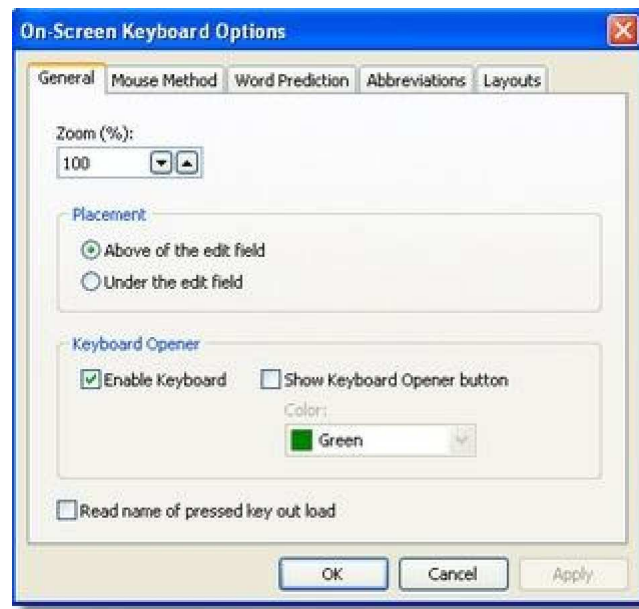 On-Screen Keyboard Options
General Mouse Method Word Prediction Abbreviations Layouts
Zoom (%):
100
Placement
Above of the edit field
Under the edit field
Keyboard Opener
Enable Keyboard Show Keyboard Opener button
Color:
Green
Read name of pressed key out load
OK Cancel Apply